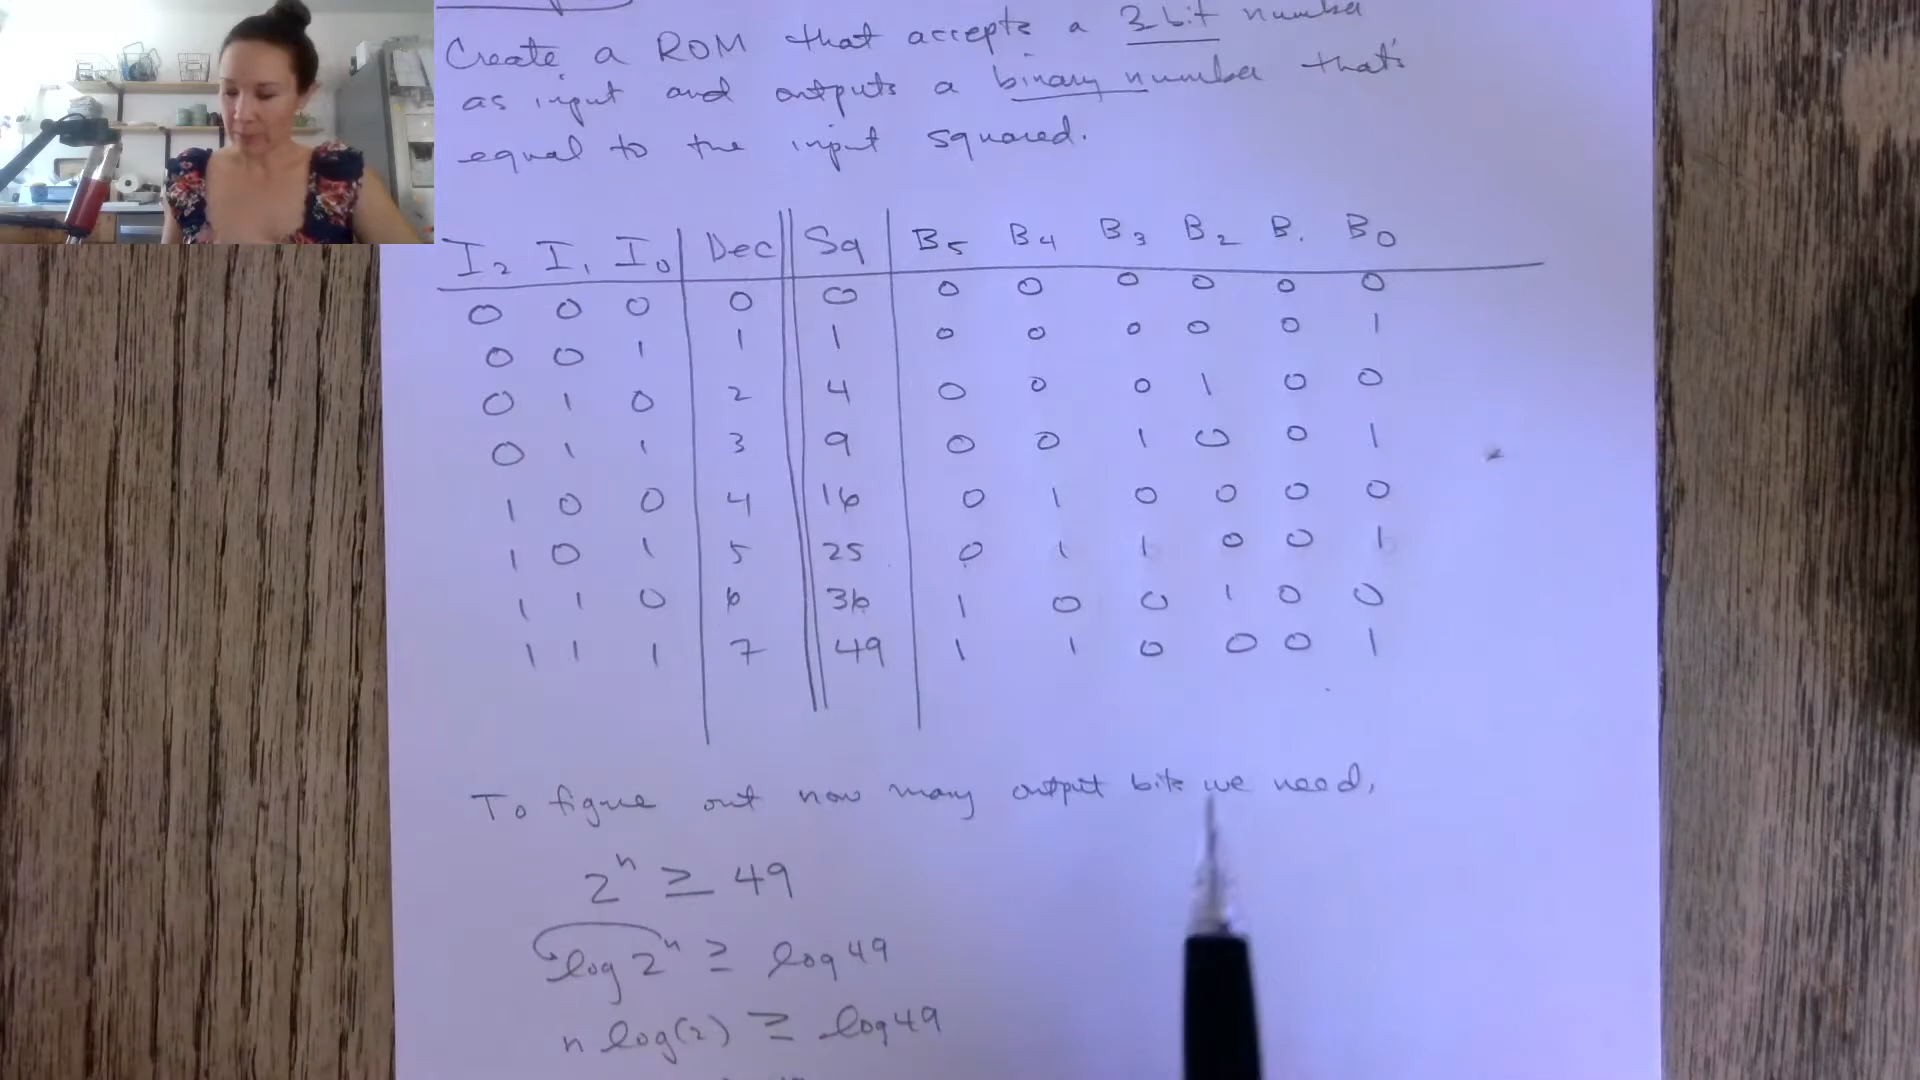 Create a ROM that accepts a 3 bit number
as input and outputs a binary number that's
equal to the input squared.
I2 I1 I0 Dec Sq B5 B4 B3 B2 B1 B0
0 0 0 0 0 0 0 0 0 0 0
0 0 1 1 1 0 0 0 0 0 1
0 1 0 2 4 0 0 0 1 0 0
0 1 1 3 9 0 0 1 0 0 1
1 0 0 4 16 0 1 0 0 0 0
1 0 1 5 25 0 1 1 0 0 1
1 1 0 6 36 1 0 0 1 0 0
1 1 1 7 49 1 1 0 0 0 1
To figure out how many output bits we need,
2^n ≥ 49
log 2^n ≥ log 49
n log(2) ≥ log 49